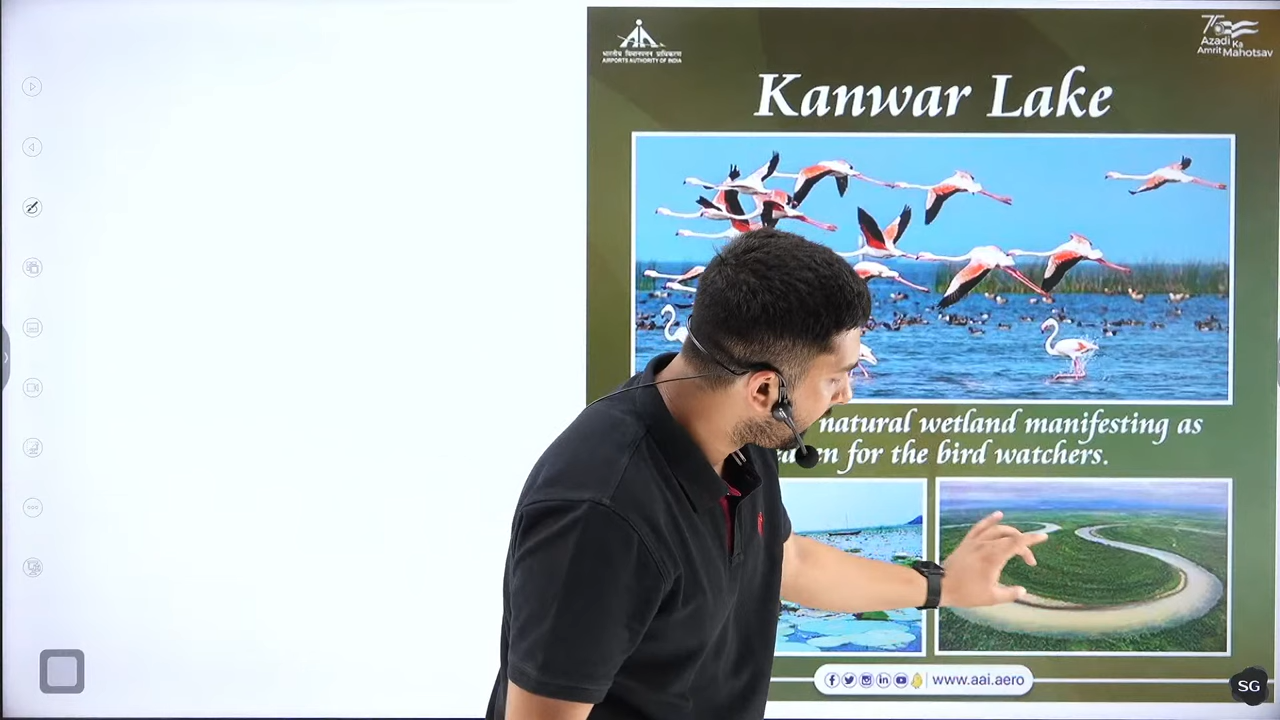 भारतीय विमानपत्तन प्राधिकरण
AIRPORTS AUTHORITY OF INDIA
75
Azadi Ka
Amrit Mahotsav
Kanwar Lake
natural wetland manifesting as
for the bird watchers.
www.aai.aero
SG